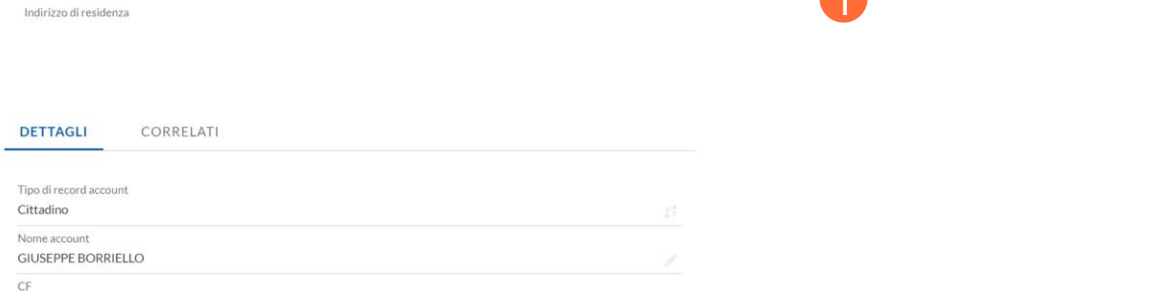 Indirizzo di residenza
DETTAGLI CORRELATI
Tipo di record account
Cittadino
Nome account
GIUSEPPE BORRIELLO
CF